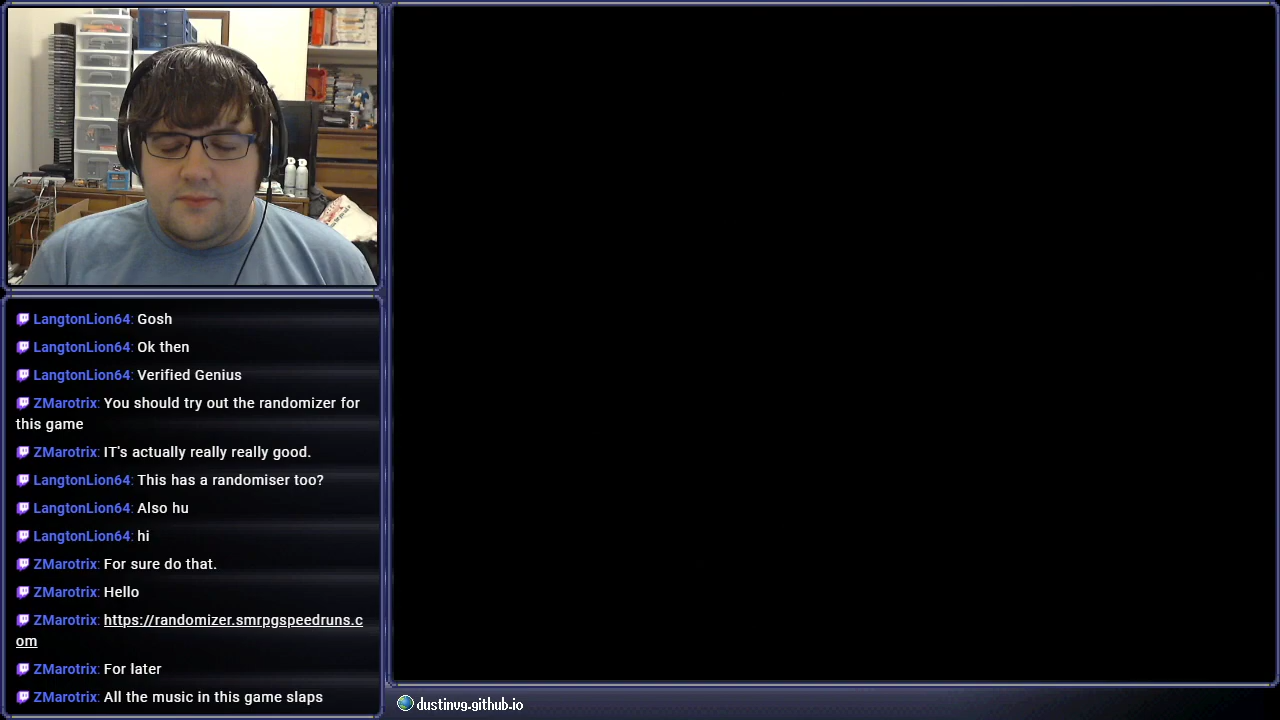 LangtonLion64: Gosh
LangtonLion64: Ok then
LangtonLion64: Verified Genius
ZMarotrix: You should try out the randomizer for
this game
ZMarotrix: IT's actually really really good.
LangtonLion64: This has a randomiser too?
LangtonLion64: Also hu
LangtonLion64: hi
ZMarotrix: For sure do that.
ZMarotrix: Hello
ZMarotrix: https://randomizer.smrpgspeedruns.c
om
ZMarotrix: For later
ZMarotrix: All the music in this game slaps
dustinvg.github.io